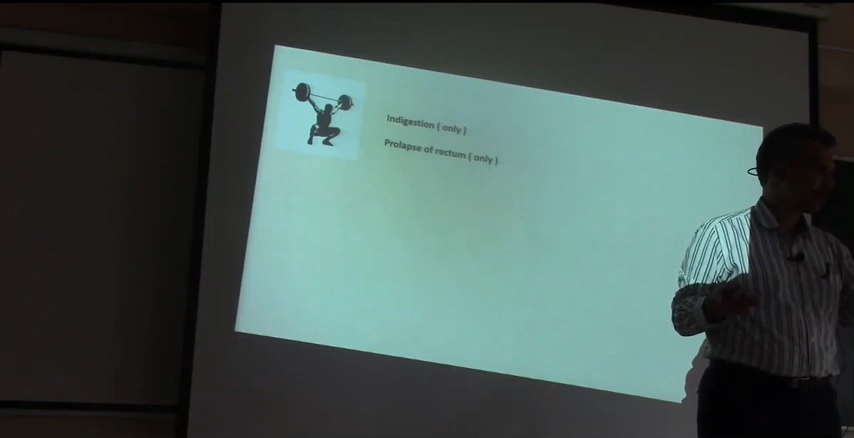 Indigestion ( only )
Prolapse of rectum ( only )